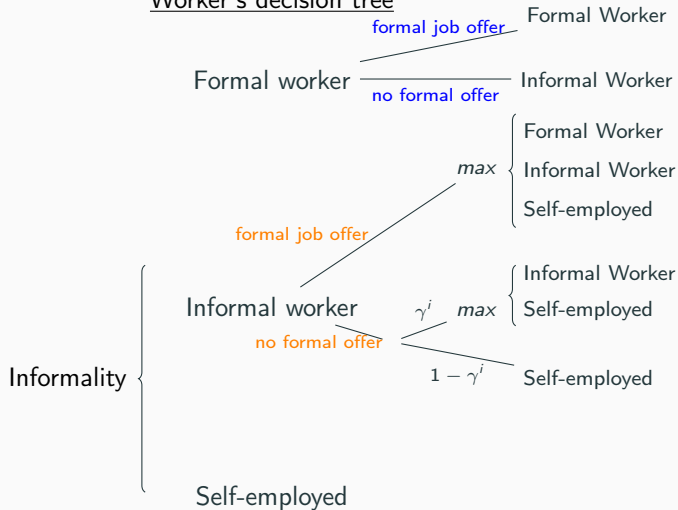 Worker's decision tree
formal job offer
Formal Worker
Formal worker
no formal offer
Informal Worker
max
Formal Worker
Informal Worker
Self-employed
formal job offer
Informality
Informal worker
no formal offer
γⁱ
max
Informal Worker
Self-employed
1 − γⁱ
Self-employed
Self-employed